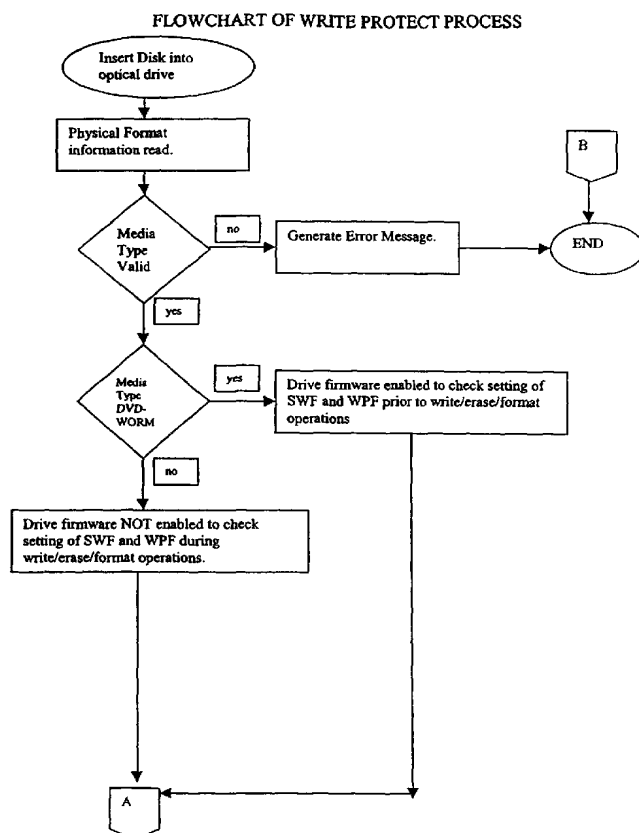 FLOWCHART OF WRITE PROTECT PROCESS
Insert Disk into
optical drive
Physical Format
information read.
B
Media
Type
Valid
no
Generate Error Message.
END
yes
Media
Type
DVD-
WORM
yes
Drive firmware enabled to check setting of
SWF and WPF prior to write/erase/format
operations
no
Drive firmware NOT enabled to check
setting of SWF and WPF during
write/erase/format operations.
A